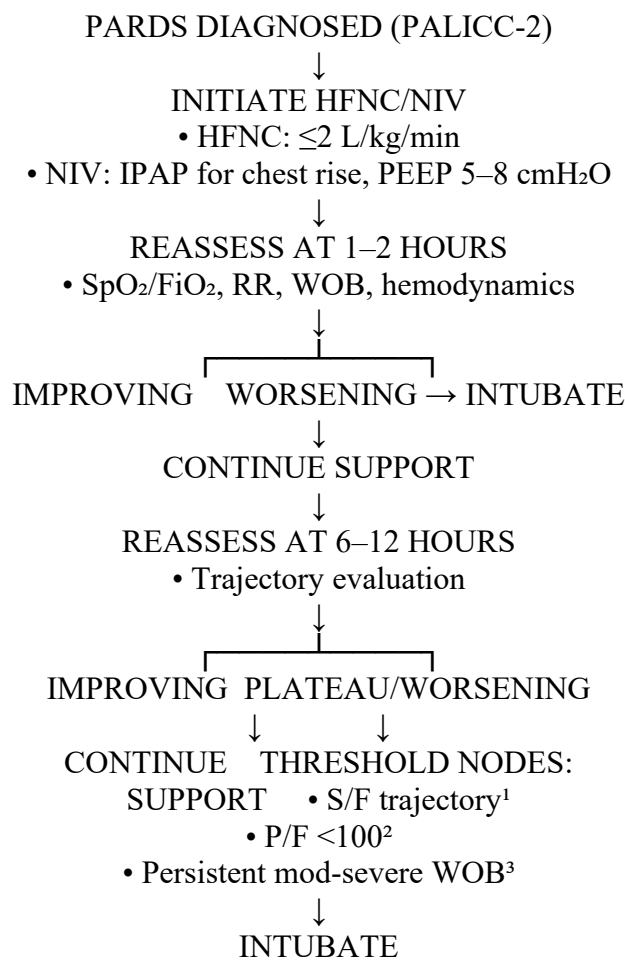 PARDS DIAGNOSED (PALICC-2)
↓
INITIATE HFNC/NIV
• HFNC: ≤2 L/kg/min
• NIV: IPAP for chest rise, PEEP 5–8 cmH₂O
↓
REASSESS AT 1–2 HOURS
• SpO₂/FiO₂, RR, WOB, hemodynamics
↓
IMPROVING WORSENING → INTUBATE
↓
CONTINUE SUPPORT
↓
REASSESS AT 6–12 HOURS
• Trajectory evaluation
↓
IMPROVING PLATEAU/WORSENING
↓ ↓
CONTINUE THRESHOLD NODES:
SUPPORT • S/F trajectory¹
• P/F <100²
• Persistent mod-severe WOB³
↓
INTUBATE